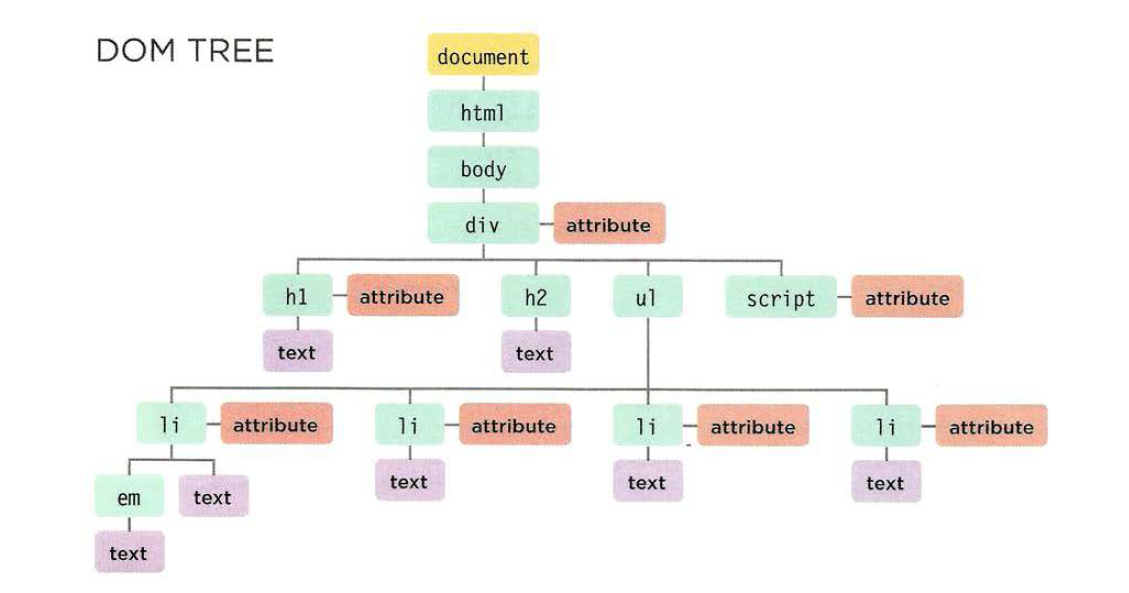 DOM TREE
document
html
body
div
attribute
h1
attribute
h2
ul
script
attribute
text
text
li
attribute
li
attribute
li
attribute
li
attribute
em
text
text
text
text
text